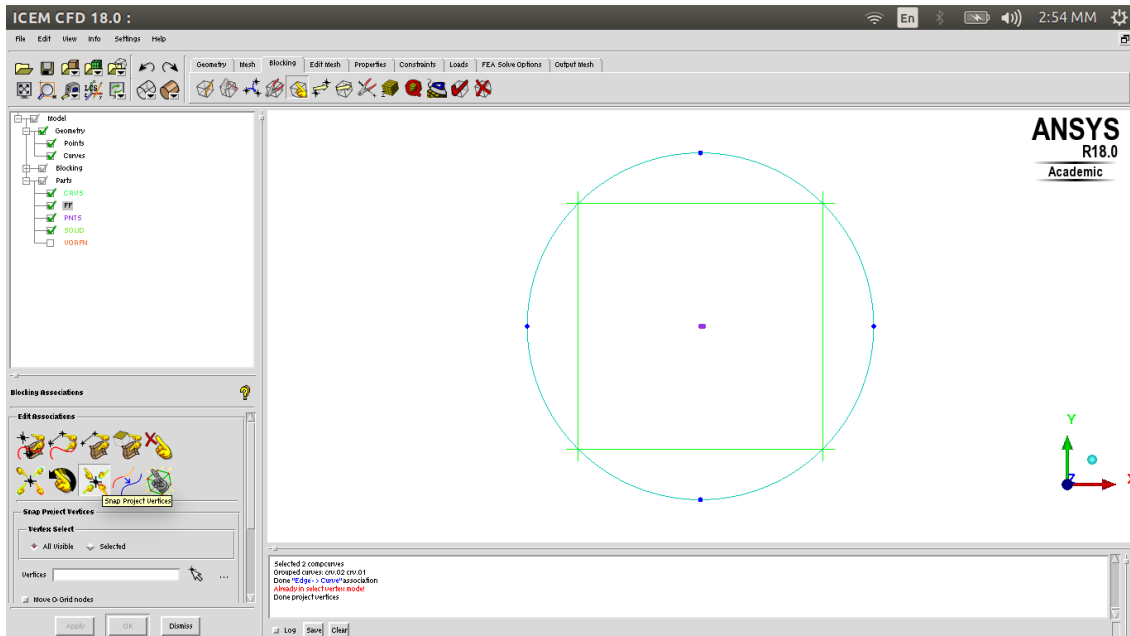 ICEM CFD 18.0 :
En
2:54 MM
File Edit View Info Settings Help
Geometry Mesh Blocking Edit Mesh Properties Constraints Loads FEA Solve Options Output Mesh
LCS
Model
Geometry
Points
Curves
Blocking
Parts
CRVS
FF
PNTS
SOLID
VORFN
ANSYS
R18.0
Academic
Blocking Associations
Edit Associations
Snap Project Vertices
Snap Project Vertices
Vertex Select
All Visible Selected
Vertices ...
Move O-Grid nodes
Apply OK Dismiss
Y
Z
X
Selected 2 compcurves
Grouped curves: crv.02 crv.01
Done "Edge -> Curve" association
Already in select vertex mode!
Done project vertices
Log Save Clear